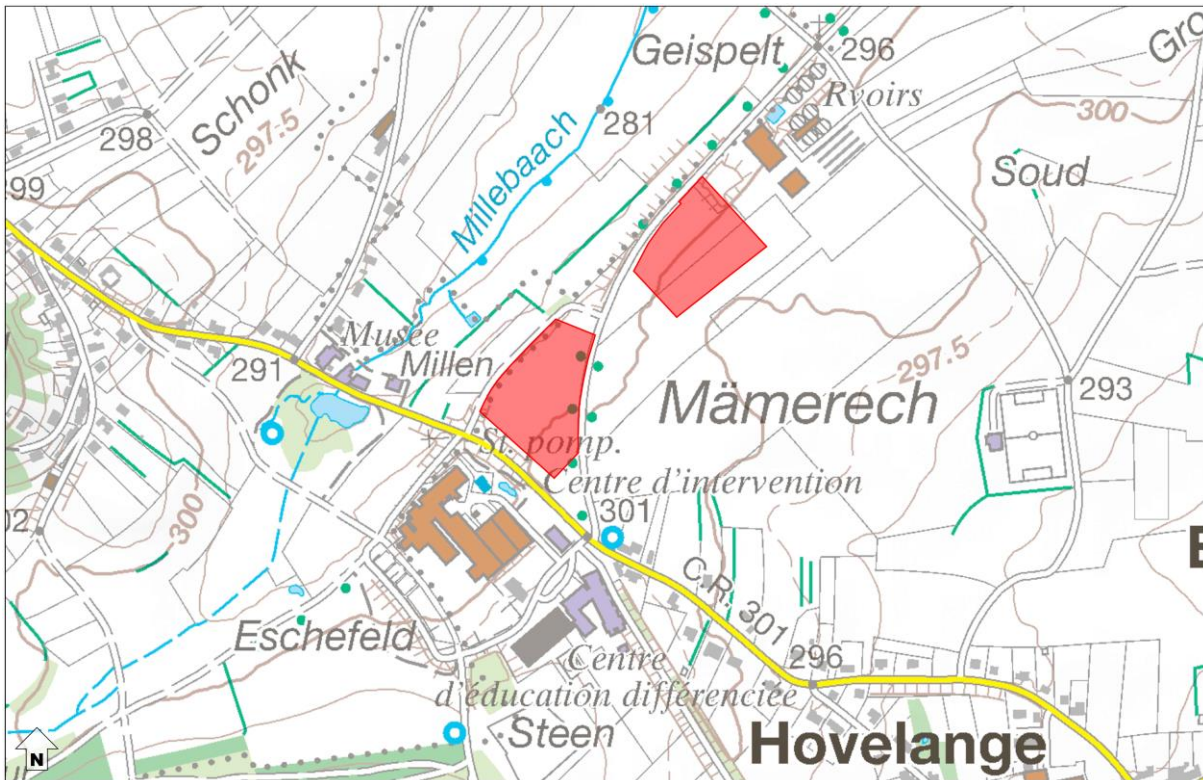 Geispelt
296
Gro
Rvoirs
Schonk
298
297.5
281
300
Soud
99
Millebaach
Musée
Millen
291
297.5
293
Mämerech
St. pomp.
Centre d'intervention
301
300
02
E
C.R. 301
Eschefeld
Centre
d'éducation différenciée
296
Steen
Hovelange
N